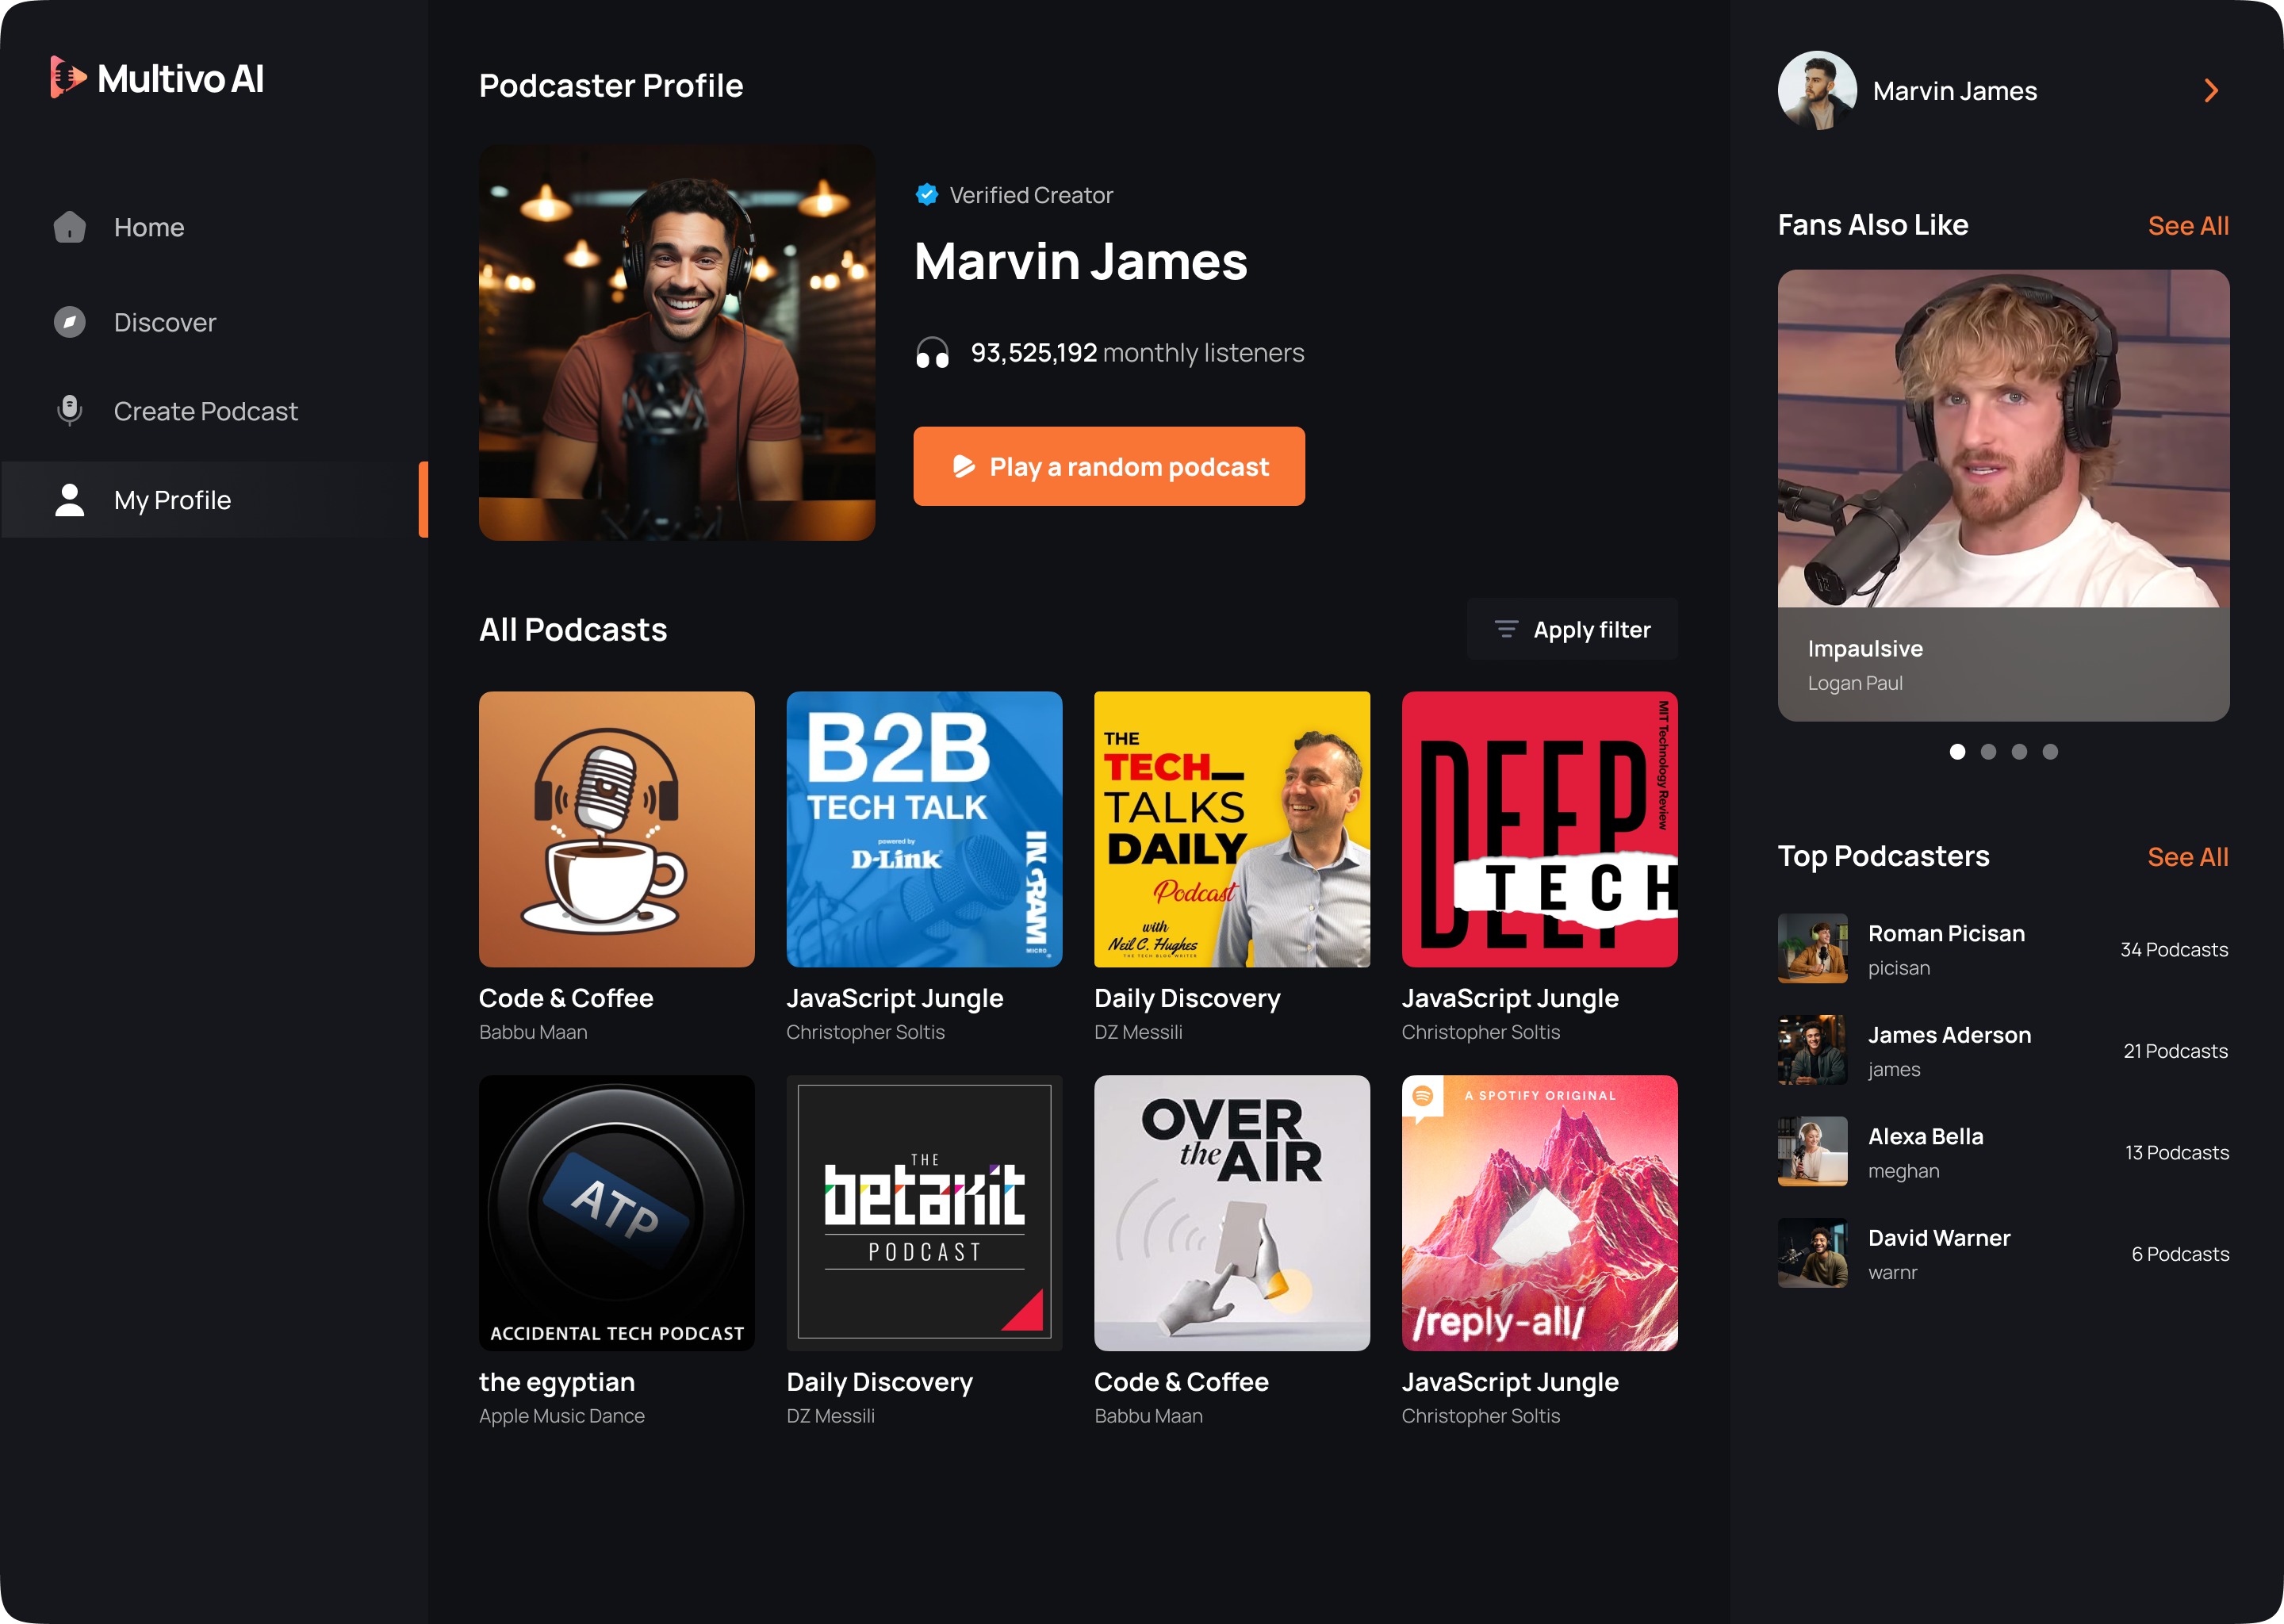 Multivo AI
Home
Discover
Create Podcast
My Profile
Podcaster Profile
Verified Creator
Marvin James
93,525,192 monthly listeners
Play a random podcast
All Podcasts
Apply filter
B2B
TECH TALK
powered by
D-Link
INGRAM
MICRO
THE
TECH_
TALKS
DAILY
Podcast
with
Neil C. Hughes
THE TECH BLOG WRITER
DEEP
TECH
MIT Technology Review
Code & Coffee
Babbu Maan
JavaScript Jungle
Christopher Soltis
Daily Discovery
DZ Messili
JavaScript Jungle
Christopher Soltis
ATP
ACCIDENTAL TECH PODCAST
THE
betakit
PODCAST
OVER
the AIR
A SPOTIFY ORIGINAL
/reply-all/
the egyptian
Apple Music Dance
Daily Discovery
DZ Messili
Code & Coffee
Babbu Maan
JavaScript Jungle
Christopher Soltis
Marvin James
Fans Also Like
See All
Impaulsive
Logan Paul
Top Podcasters
See All
Roman Picisan
picisan
34 Podcasts
James Aderson
james
21 Podcasts
Alexa Bella
meghan
13 Podcasts
David Warner
warnr
6 Podcasts